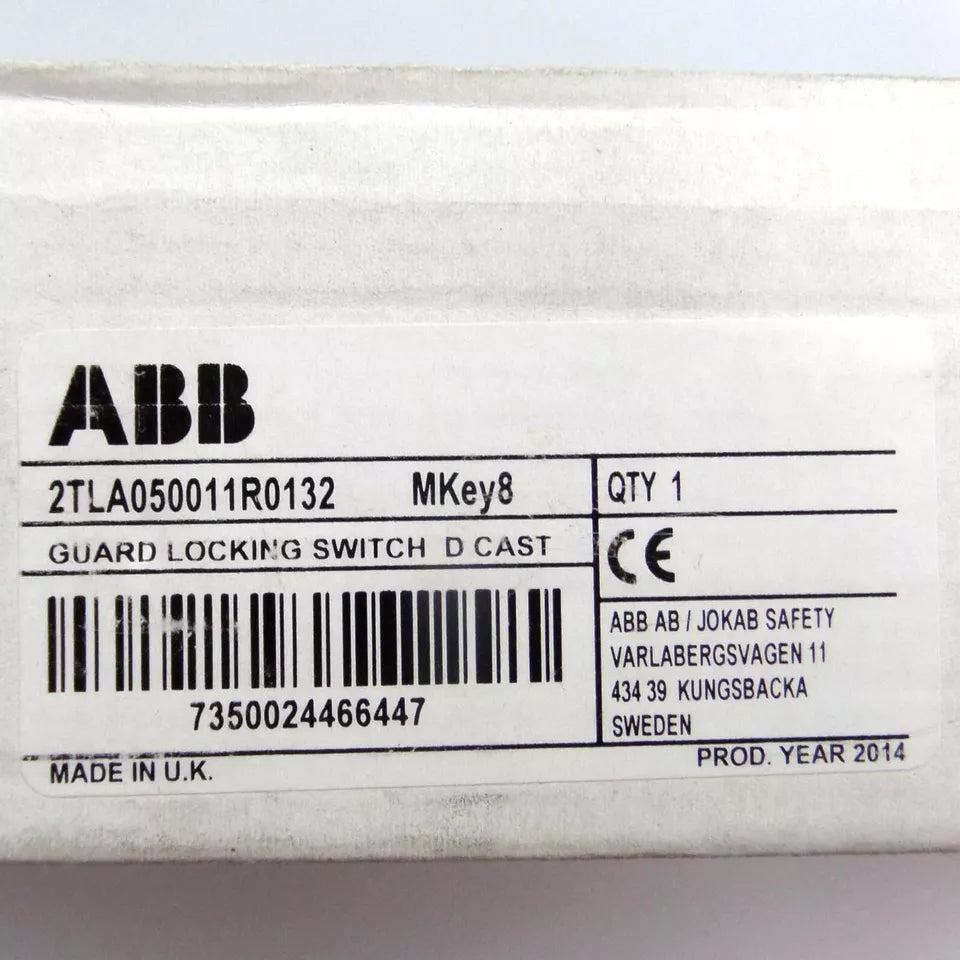 ABB
2TLA050011R0132 MKey8 QTY 1
GUARD LOCKING SWITCH D CAST
CE
ABB AB / JOKAB SAFETY
VARLABERGSVAGEN 11
434 39 KUNGSBACKA
SWEDEN
7350024466447
MADE IN U.K.
PROD. YEAR 2014